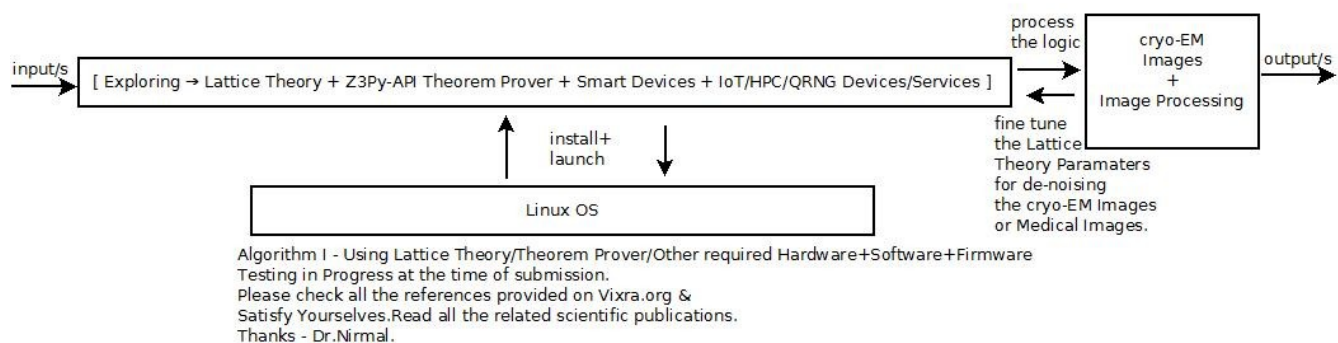 input/s
[ Exploring → Lattice Theory + Z3Py-API Theorem Prover + Smart Devices + IoT/HPC/QRNG Devices/Services ]
process
the logic
cryo-EM
Images
+
Image Processing
output/s
install+
launch
fine tune
the Lattice
Theory Paramaters
for de-noising
the cryo-EM Images
or Medical Images.
Linux OS
Algorithm I - Using Lattice Theory/Theorem Prover/Other required Hardware+Software+Firmware
Testing in Progress at the time of submission.
Please check all the references provided on Vixra.org &
Satisfy Yourselves.Read all the related scientific publications.
Thanks - Dr.Nirmal.